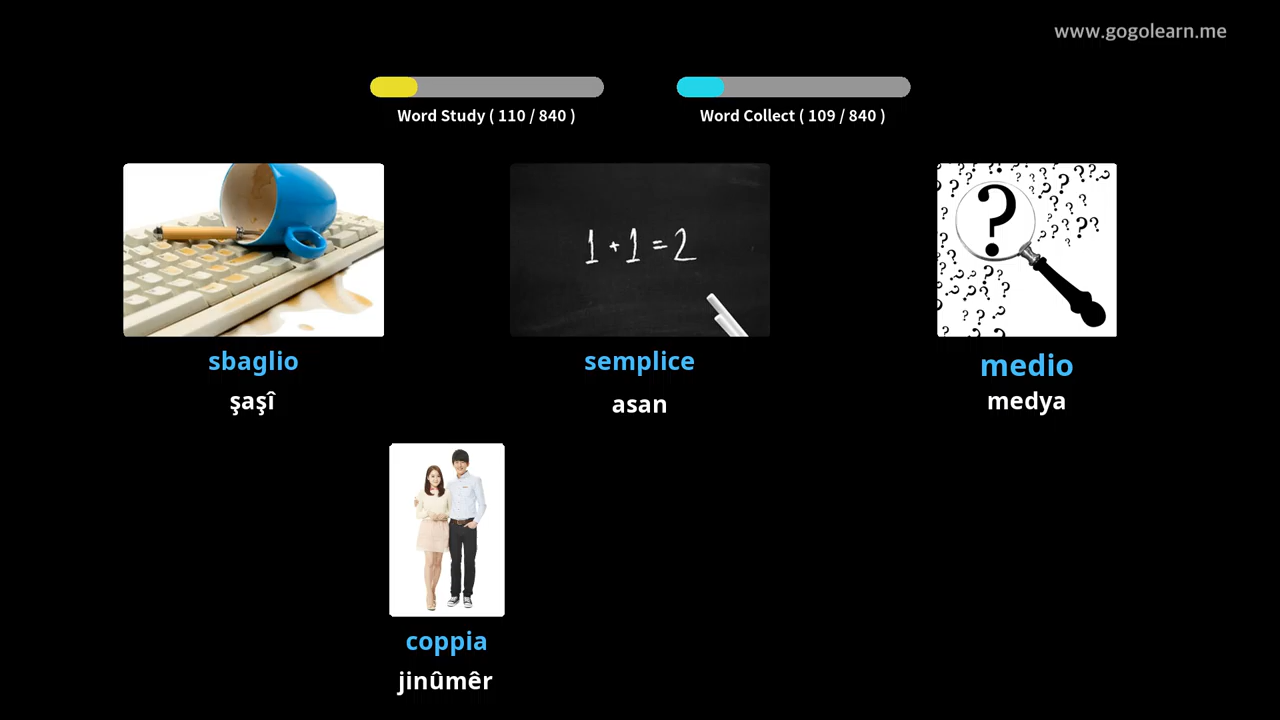 www.gogolearn.me
Word Study ( 110 / 840 )
Word Collect ( 109 / 840 )
1 + 1 = 2
?
sbaglio
semplice
medio
şaşî
asan
medya
coppia
jinûmêr